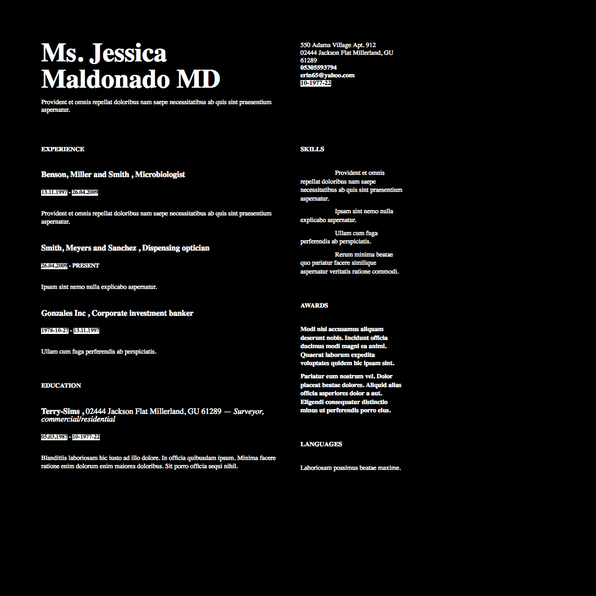 Ms. Jessica
Maldonado MD
Provident et omnis repellat doloribus nam saepe necessitatibus ab quis sint praesentium
aspernatur.
550 Adams Village Apt. 912
02444 Jackson Flat Millerland, GU
61289
05305593794
erin65@yahoo.com
10-1977-22
EXPERIENCE
Benson, Miller and Smith , Microbiologist
13.11.1997 - 26.04.2009
Provident et omnis repellat doloribus nam saepe necessitatibus ab quis sint praesentium
aspernatur.
Smith, Meyers and Sanchez , Dispensing optician
26.04.2009 - PRESENT
Ipsam sint nemo nulla explicabo aspernatur.
Gonzales Inc , Corporate investment banker
1978-10-27 - 13.11.1997
Ullam cum fuga perferendis ab perspiciatis.
EDUCATION
Terry-Sims , 02444 Jackson Flat Millerland, GU 61289 — Surveyor,
commercial/residential
05.03.1967 - 10-1977-22
Blanditiis laboriosam hic iusto ad illo dolore. In officia quibusdam ipsum. Minima facere
ratione enim dolorum enim maiores doloribus. Sit porro officia sequi nihil.
SKILLS
Provident et omnis
repellat doloribus nam saepe
necessitatibus ab quis sint praesentium
aspernatur.
Ipsam sint nemo nulla
explicabo aspernatur.
Ullam cum fuga
perferendis ab perspiciatis.
Rerum minima beatae
quo pariatur facere similique
aspernatur veritatis ratione commodi.
AWARDS
Modi nisi accusamus aliquam
deserunt nobis. Incidunt officia
ducimus modi magni ea animi.
Quaerat laborum expedita
voluptates quidem hic ipsam sint.
Pariatur eum nostrum vel. Dolor
placeat beatae dolores. Aliquid alias
officia asperiores dolor a aut.
Eligendi consequatur distinctio
minus ut perferendis porro eius.
LANGUAGES
Laboriosam possimus beatae maxime.